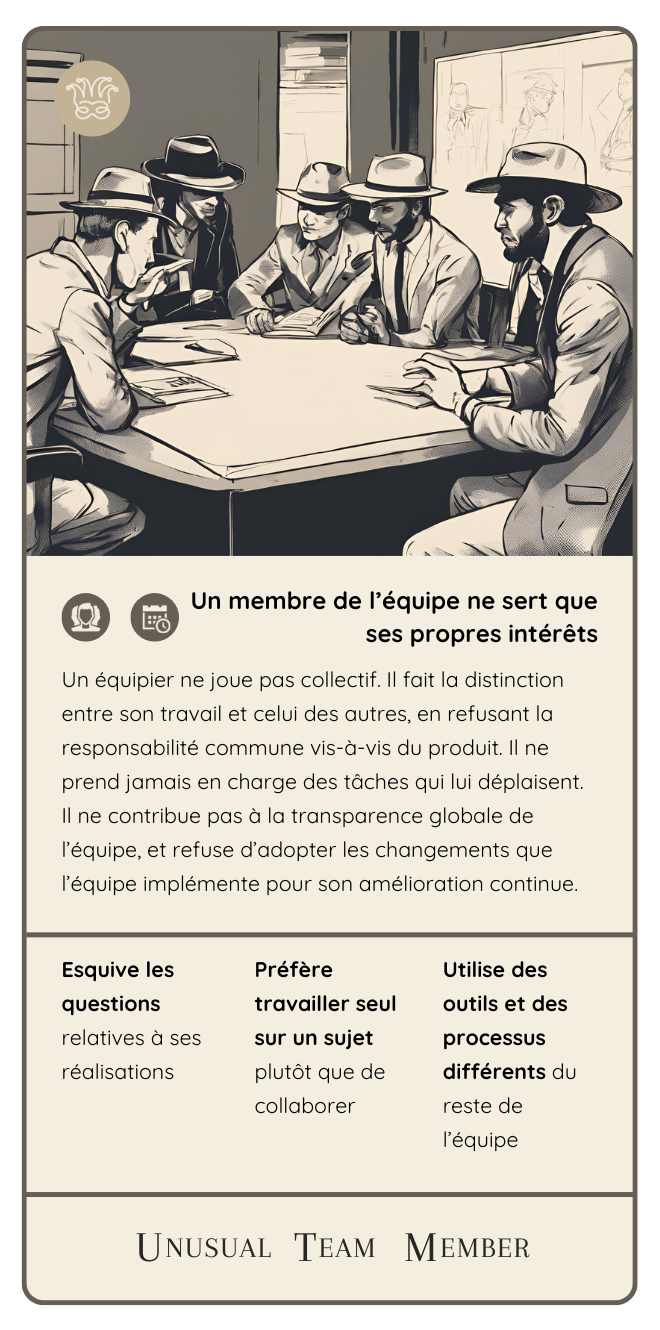 Un membre de l’équipe ne sert que
ses propres intérêts
Un équipier ne joue pas collectif. Il fait la distinction
entre son travail et celui des autres, en refusant la
responsabilité commune vis-à-vis du produit. Il ne
prend jamais en charge des tâches qui lui déplaisent.
Il ne contribue pas à la transparence globale de
l’équipe, et refuse d’adopter les changements que
l’équipe implémente pour son amélioration continue.
Esquive les
questions
relatives à ses
réalisations
Préfère
travailler seul
sur un sujet
plutôt que de
collaborer
Utilise des
outils et des
processus
différents du
reste de
l’équipe
Unusual Team Member